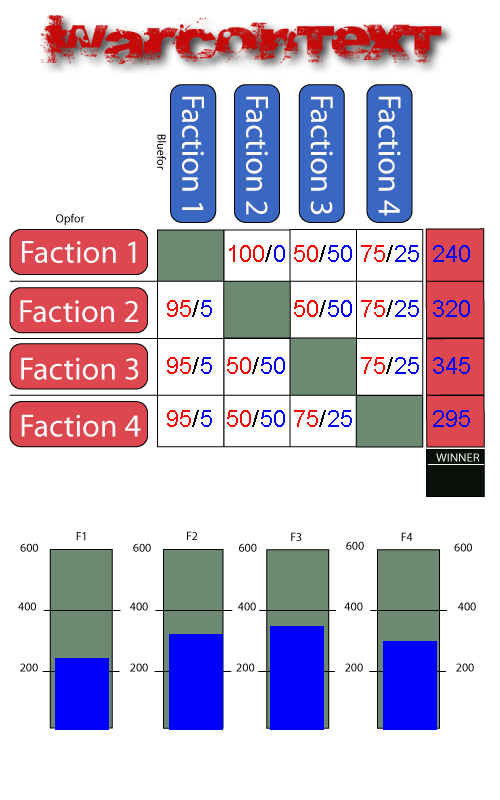 WARCONTEXT
Bluefor
Faction 1
Faction 2
Faction 3
Faction 4
Opfor
Faction 1 100/0 50/50 75/25 240
Faction 2 95/5 50/50 75/25 320
Faction 3 95/5 50/50 75/25 345
Faction 4 95/5 50/50 75/25 295
WINNER
F1 F2 F3 F4
600 600 600 600 600
400 400 400 400 400
200 200 200 200 200